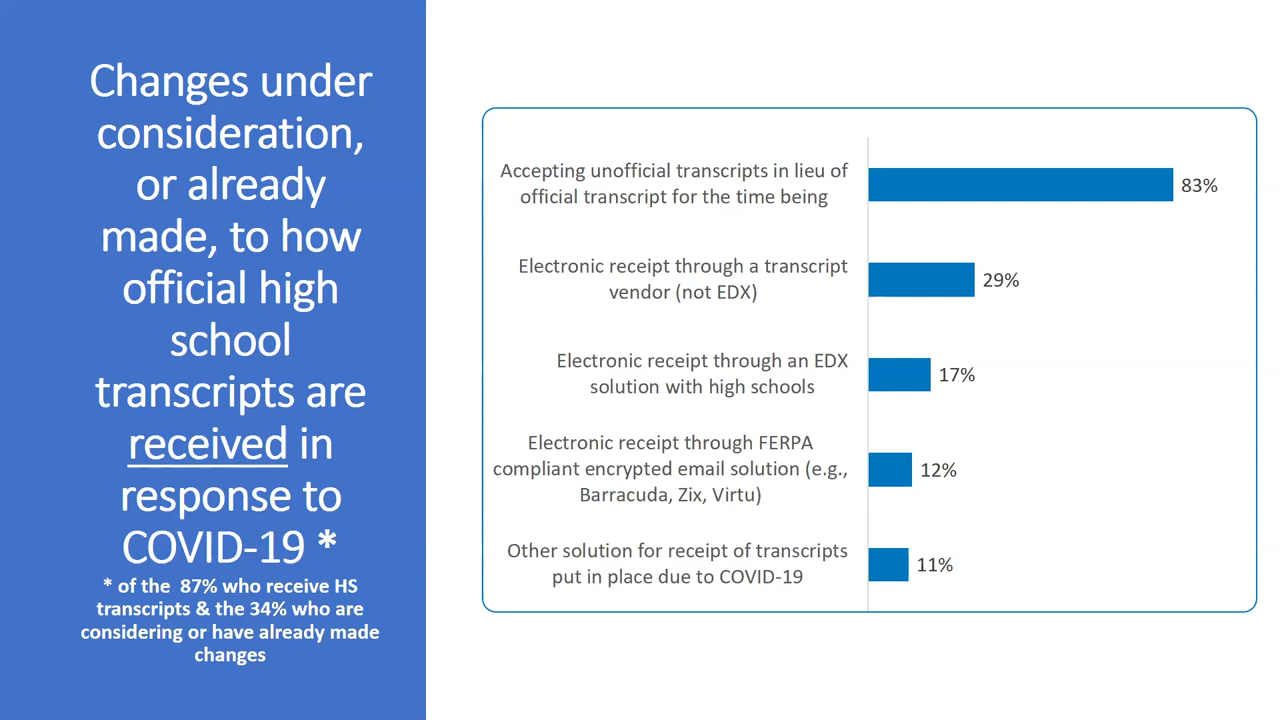 Changes under
consideration,
or already
made, to how
official high
school
transcripts are
received in
response to
COVID-19 *
* of the 87% who receive HS
transcripts & the 34% who are
considering or have already made
changes
Accepting unofficial transcripts in lieu of
official transcript for the time being
83%
Electronic receipt through a transcript
vendor (not EDX)
29%
Electronic receipt through an EDX
solution with high schools
17%
Electronic receipt through FERPA
compliant encrypted email solution (e.g.,
Barracuda, Zix, Virtu)
12%
Other solution for receipt of transcripts
put in place due to COVID-19
11%